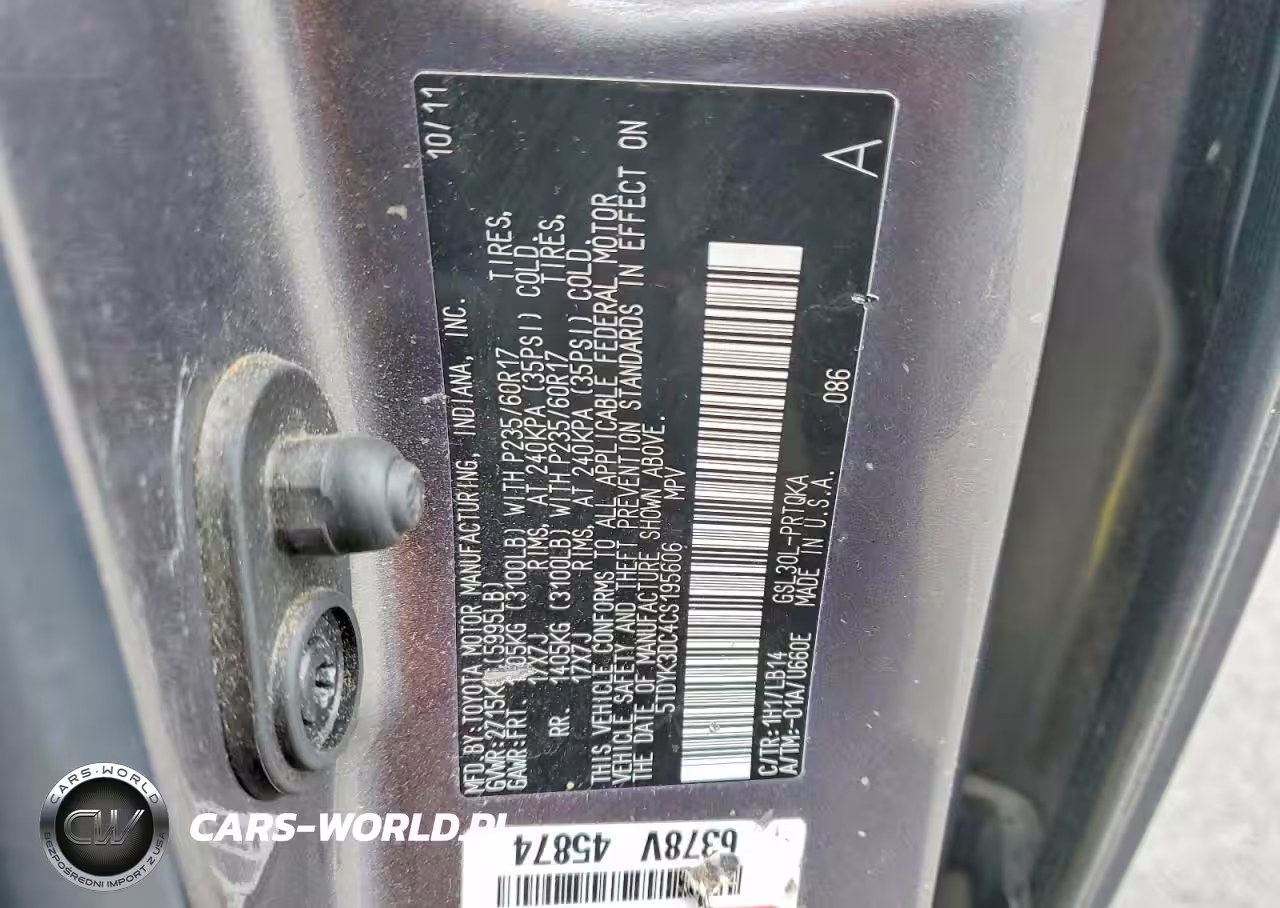 10/11
MFD.BY:TOYOTA MOTOR MANUFACTURING, INDIANA, INC.
GVWR:2715KG(5995LB)
GAWR:FRT. 1405KG (3100LB) WITH P235/60R17 TIRES,
17X7J RIMS, AT 240KPA (35PSI) COLD.
RR. 1405KG (3100LB) WITH P235/60R17 TIRES,
17X7J RIMS, AT 240KPA (35PSI) COLD.
THIS VEHICLE CONFORMS TO ALL APPLICABLE FEDERAL MOTOR
VEHICLE SAFETY AND THEFT PREVENTION STANDARDS IN EFFECT ON
THE DATE OF MANUFACTURE SHOWN ABOVE.
5TDYK3DC4CS195606 MPV
C/TR:1H1/LB14 GSL30L-PRTQKA 086
A/TM:-01A/U660E MADE IN U.S.A.
A
6378V 45874
CARS-WORLD
CW
BEZPOŚREDNI IMPORT Z USA
CARS-WORLD.PL